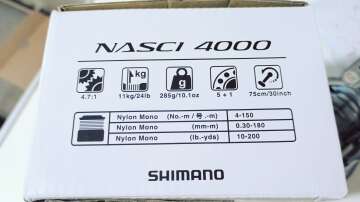 NASCI 4000
kg
g
4.7:1 11kg/24lb 285g/10.1oz 5 + 1 75cm/30inch
Nylon Mono (No.-m / 号.-m) 4-150
Nylon Mono (mm-m) 0.30-180
Nylon Mono (lb.-yds) 10-200
SHIMANO